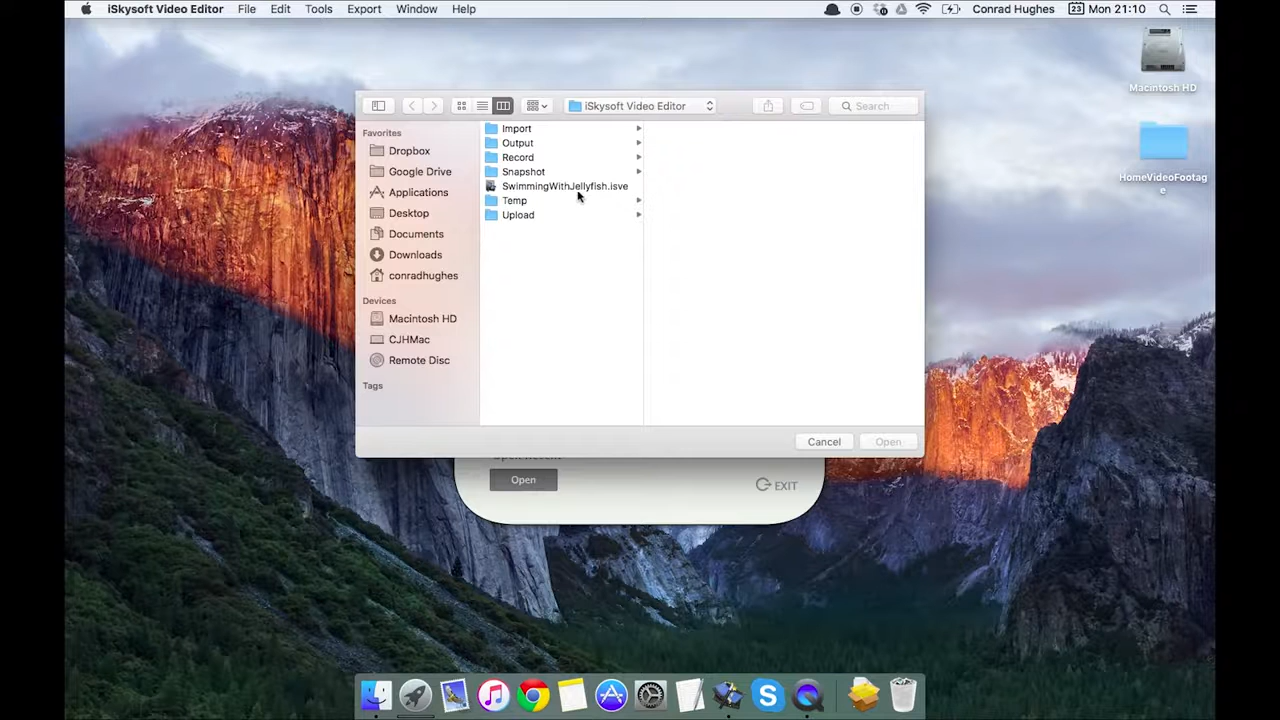 iSkysoft Video Editor File Edit Tools Export Window Help
23 Conrad Hughes Mon 21:10
Macintosh HD
HomeVideoFootag
e
iSkysoft Video Editor
Search
Favorites
Dropbox
Google Drive
Applications
Desktop
Documents
Downloads
conradhughes
Devices
Macintosh HD
CJHMac
Remote Disc
Tags
Import
Output
Record
Snapshot
SwimmingWithJellyfish.isve
Temp
Upload
Cancel Open
Open
EXIT